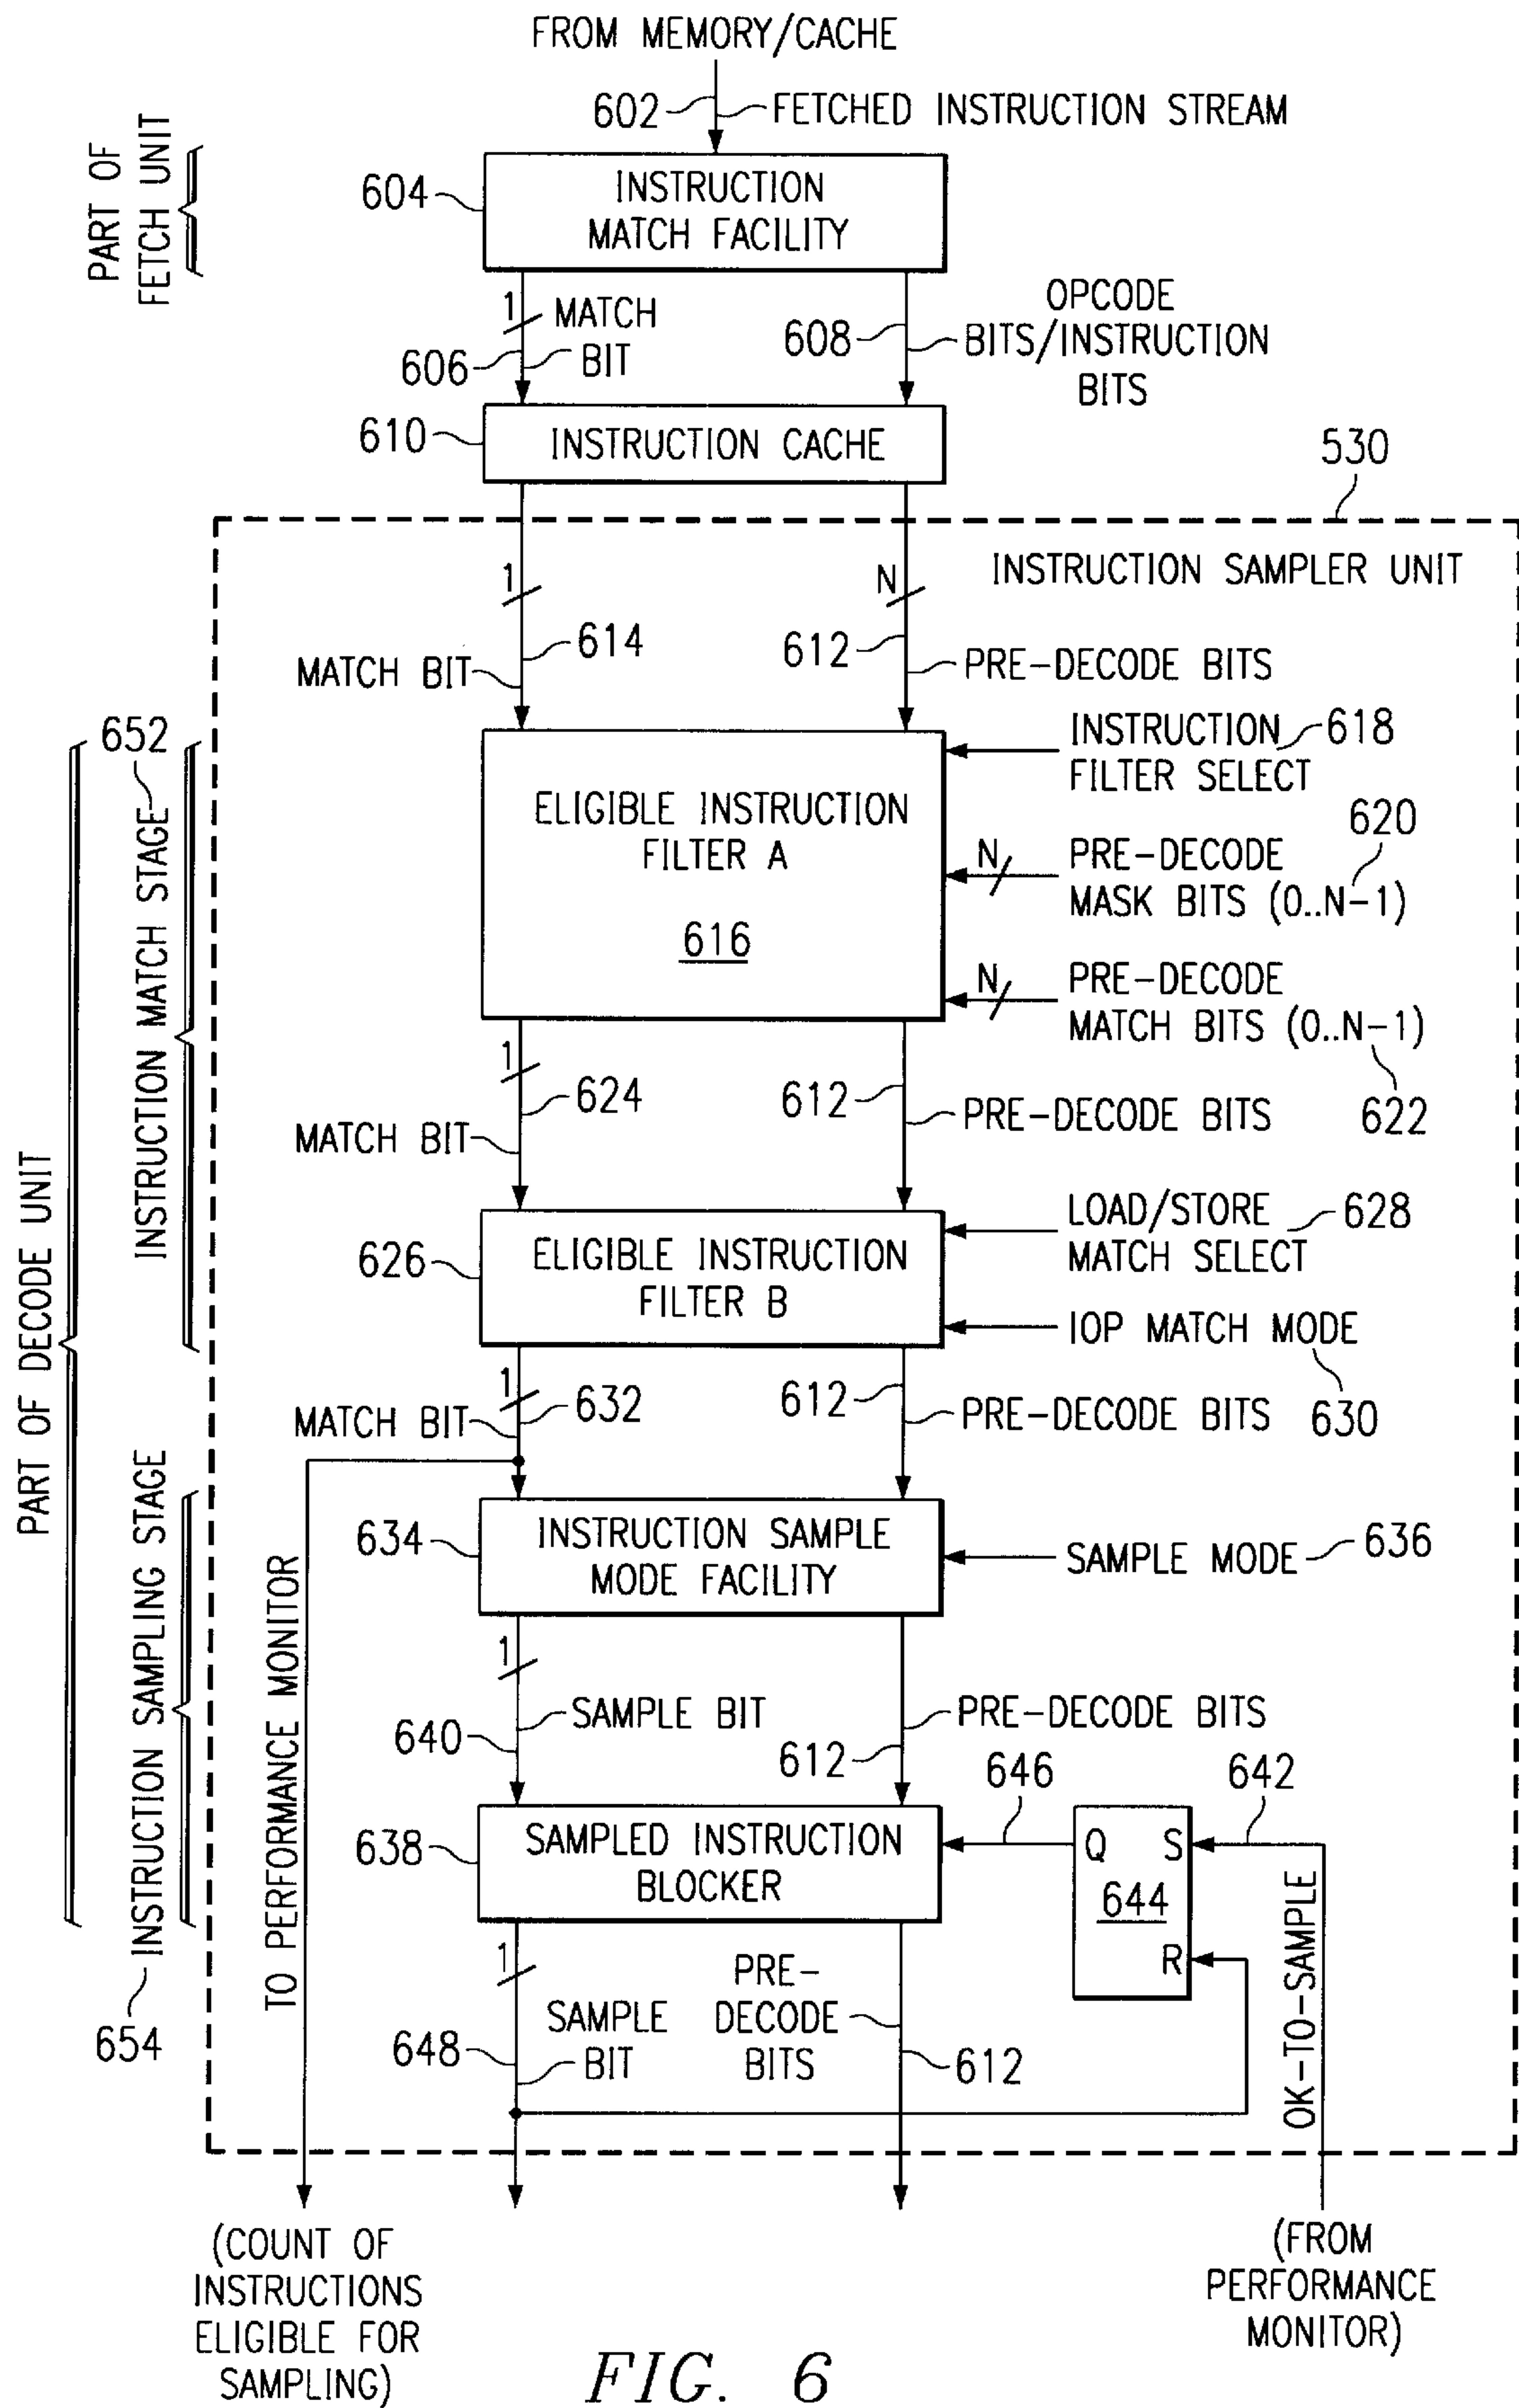 FROM MEMORY/CACHE
602
FETCHED INSTRUCTION STREAM
PART OF
FETCH UNIT
604
INSTRUCTION
MATCH FACILITY
1
MATCH
BIT
606
608
OPCODE
BITS/INSTRUCTION
BITS
610
INSTRUCTION CACHE
530
INSTRUCTION SAMPLER UNIT
1
N
614
612
MATCH BIT
PRE-DECODE BITS
652
INSTRUCTION MATCH STAGE
PART OF DECODE UNIT
ELIGIBLE INSTRUCTION
FILTER A
616
INSTRUCTION
FILTER SELECT
618
620
N
PRE-DECODE
MASK BITS (0..N-1)
N
PRE-DECODE
MATCH BITS (0..N-1)
622
1
624
612
MATCH BIT
PRE-DECODE BITS
626
ELIGIBLE INSTRUCTION
FILTER B
LOAD/STORE
MATCH SELECT
628
IOP MATCH MODE
630
1
632
612
MATCH BIT
PRE-DECODE BITS
INSTRUCTION SAMPLING STAGE
654
TO PERFORMANCE MONITOR
634
INSTRUCTION SAMPLE
MODE FACILITY
SAMPLE MODE
636
1
SAMPLE BIT
640
PRE-DECODE BITS
612
646
642
638
SAMPLED INSTRUCTION
BLOCKER
Q
S
644
R
OK-TO-SAMPLE
1
SAMPLE
BIT
648
PRE-
DECODE
BITS
612
(COUNT OF
INSTRUCTIONS
ELIGIBLE FOR
SAMPLING)
(FROM
PERFORMANCE
MONITOR)
FIG. 6